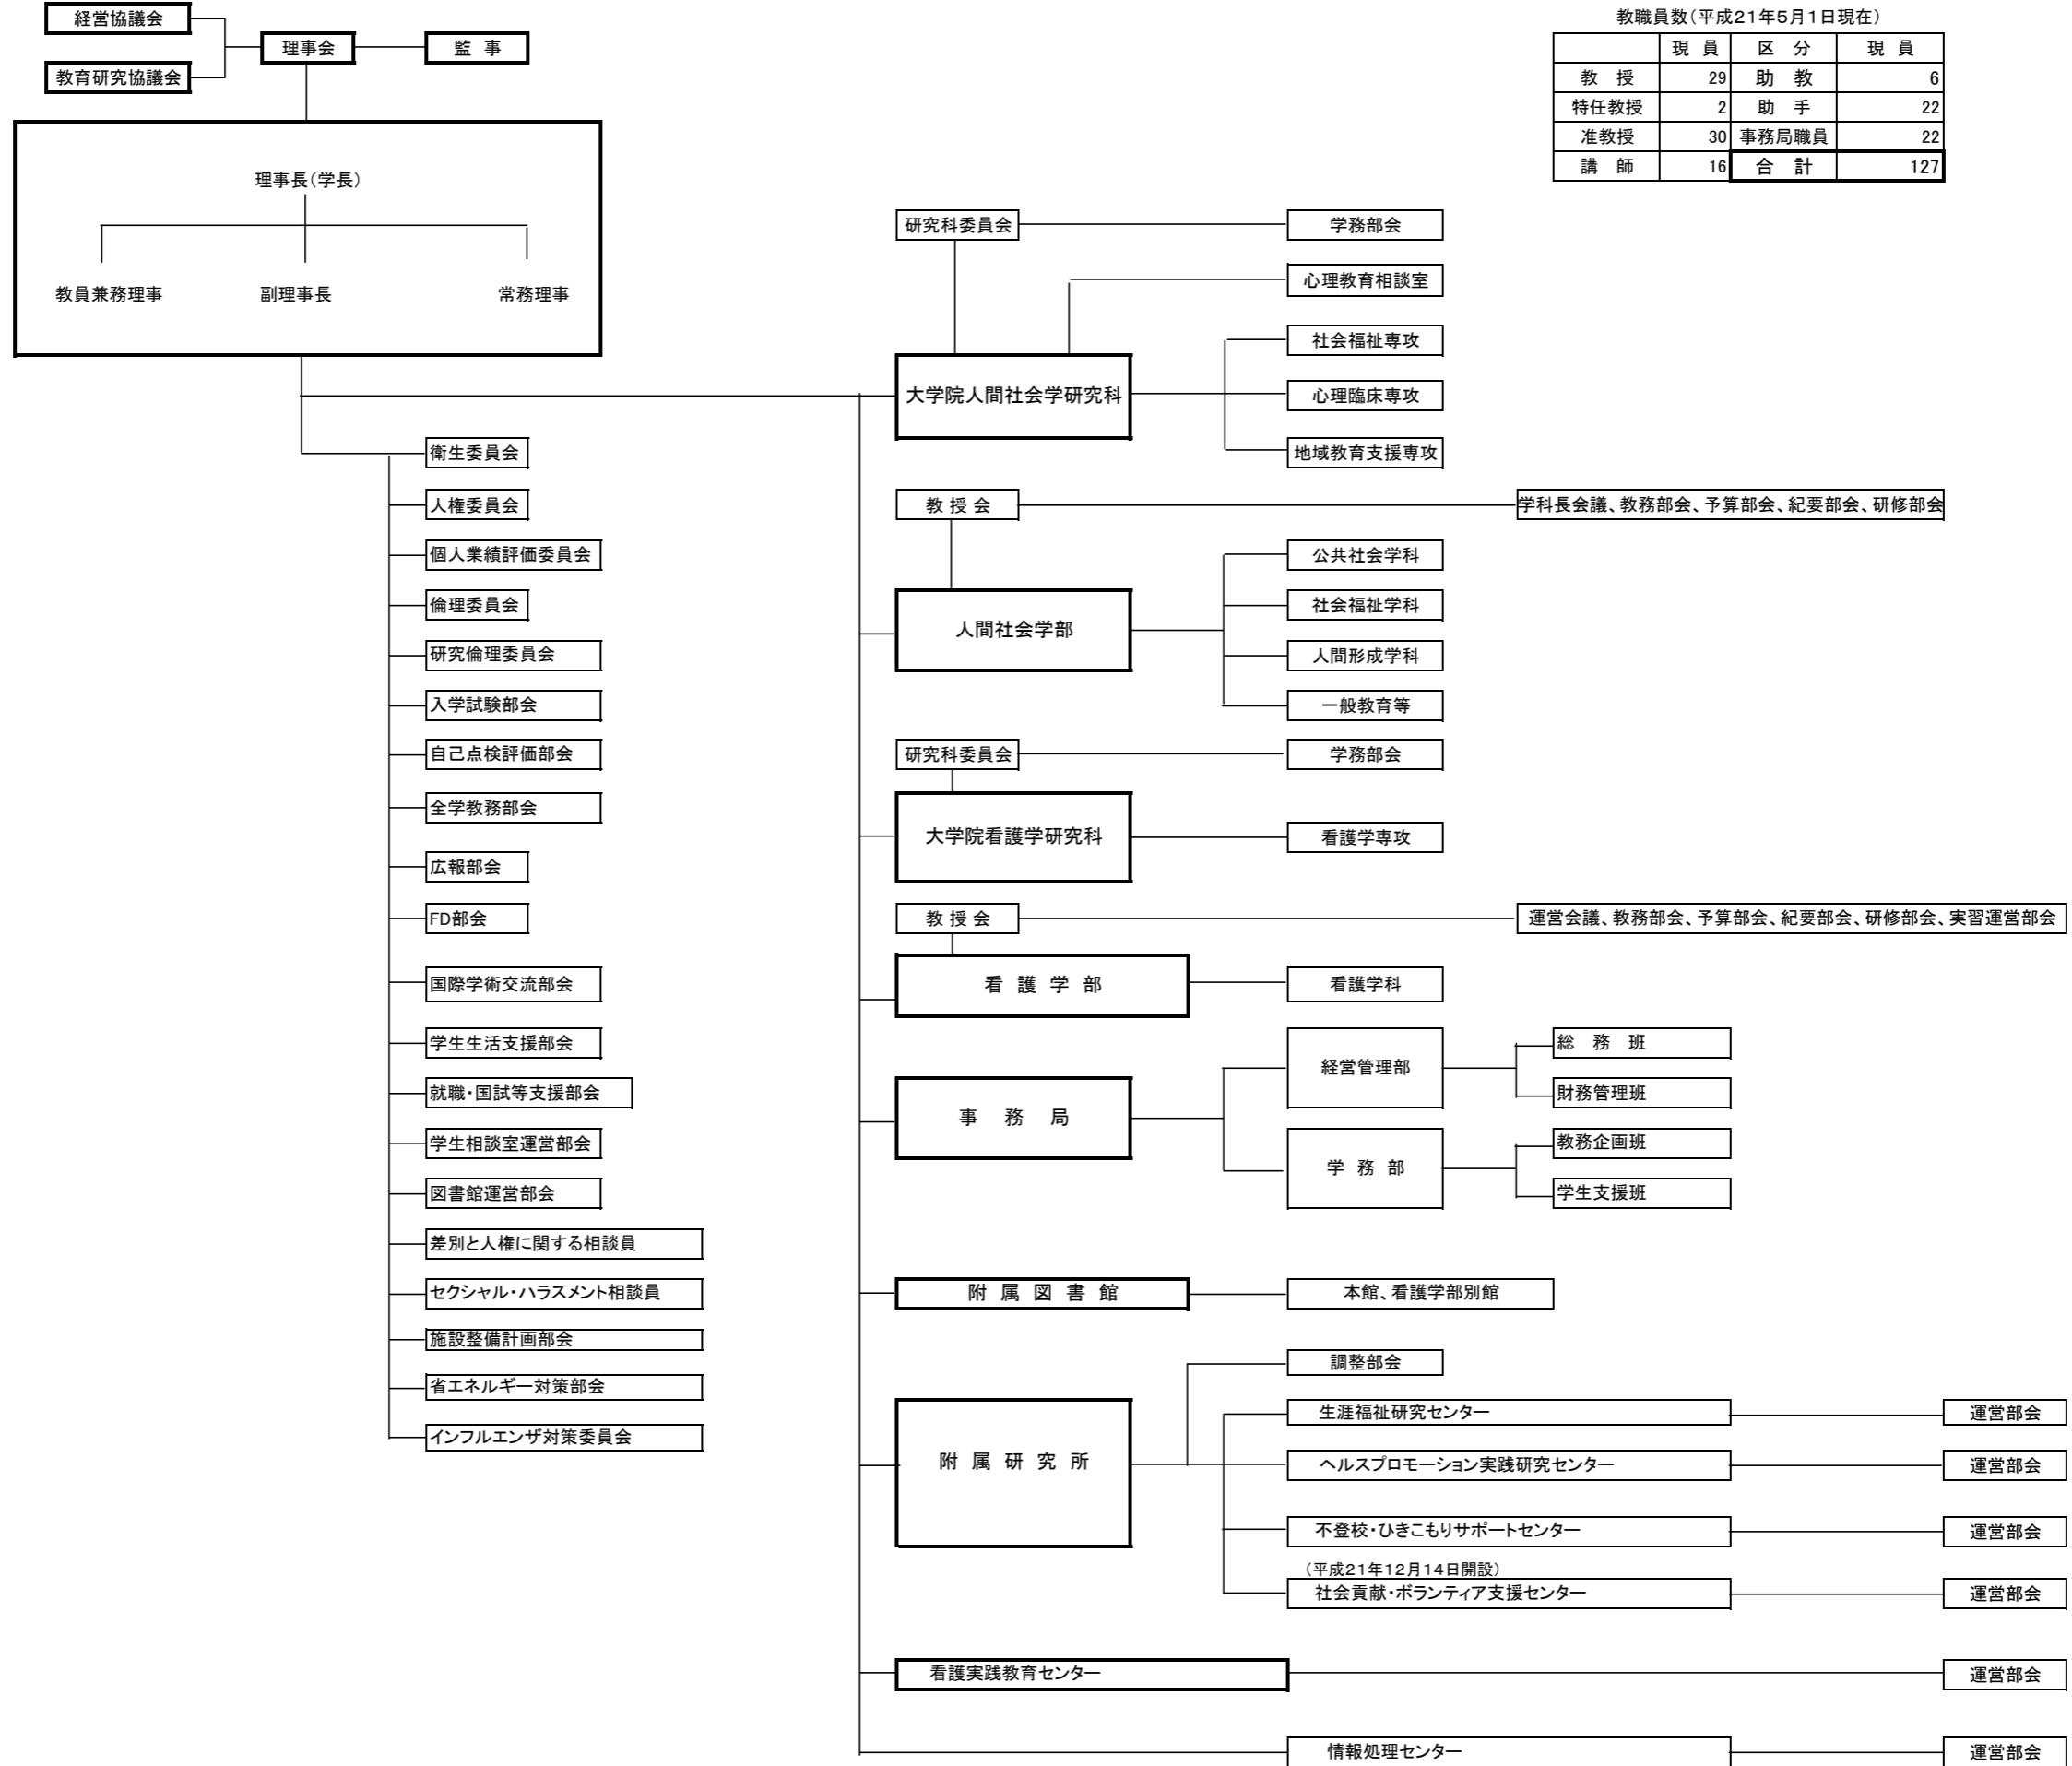 経営協議会
理事会
監 事
教育研究協議会
教職員数(平成21年5月1日現在)
現 員 区 分 現 員
教 授 29 助 教 6
特任教授 2 助 手 22
准教授 30 事務局職員 22
講 師 16 合 計 127
理事長(学長)
教員兼務理事 副理事長 常務理事
研究科委員会 学務部会
心理教育相談室
社会福祉専攻
大学院人間社会学研究科 心理臨床専攻
地域教育支援専攻
衛生委員会
人権委員会
個人業績評価委員会
倫理委員会
研究倫理委員会
入学試験部会
自己点検評価部会
全学教務部会
広報部会
FD部会
国際学術交流部会
学生生活支援部会
就職・国試等支援部会
学生相談室運営部会
図書館運営部会
差別と人権に関する相談員
セクシャル・ハラスメント相談員
施設整備計画部会
省エネルギー対策部会
インフルエンザ対策委員会
教 授 会 学科長会議、教務部会、予算部会、紀要部会、研修部会
公共社会学科
社会福祉学科
人間社会学部
人間形成学科
一般教育等
研究科委員会 学務部会
大学院看護学研究科 看護学専攻
教 授 会 運営会議、教務部会、予算部会、紀要部会、研修部会、実習運営部会
看 護 学 部 看護学科
事 務 局
経営管理部
総 務 班
財務管理班
学 務 部
教務企画班
学生支援班
附 属 図 書 館 本館、看護学部別館
調整部会
附 属 研 究 所
生涯福祉研究センター 運営部会
ヘルスプロモーション実践研究センター 運営部会
不登校・ひきこもりサポートセンター 運営部会
(平成21年12月14日開設)
社会貢献・ボランティア支援センター 運営部会
看護実践教育センター 運営部会
情報処理センター 運営部会